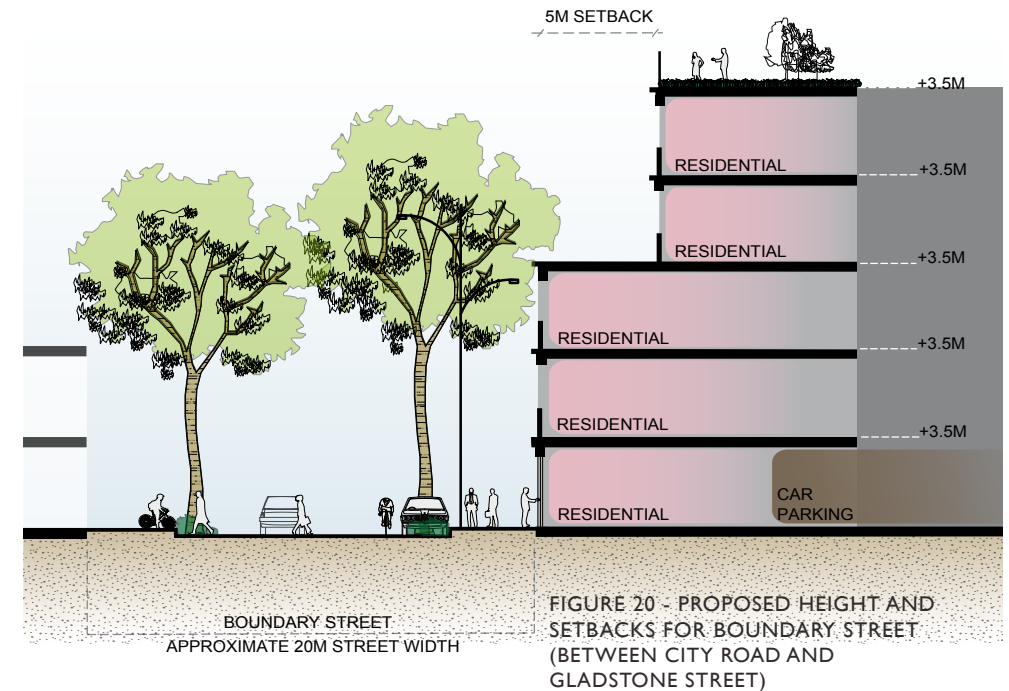 5M SETBACK
+3.5M
RESIDENTIAL
+3.5M
RESIDENTIAL
+3.5M
RESIDENTIAL
+3.5M
RESIDENTIAL
+3.5M
RESIDENTIAL
CAR
PARKING
BOUNDARY STREET
APPROXIMATE 20M STREET WIDTH
FIGURE 20 - PROPOSED HEIGHT AND
SETBACKS FOR BOUNDARY STREET
(BETWEEN CITY ROAD AND
GLADSTONE STREET)